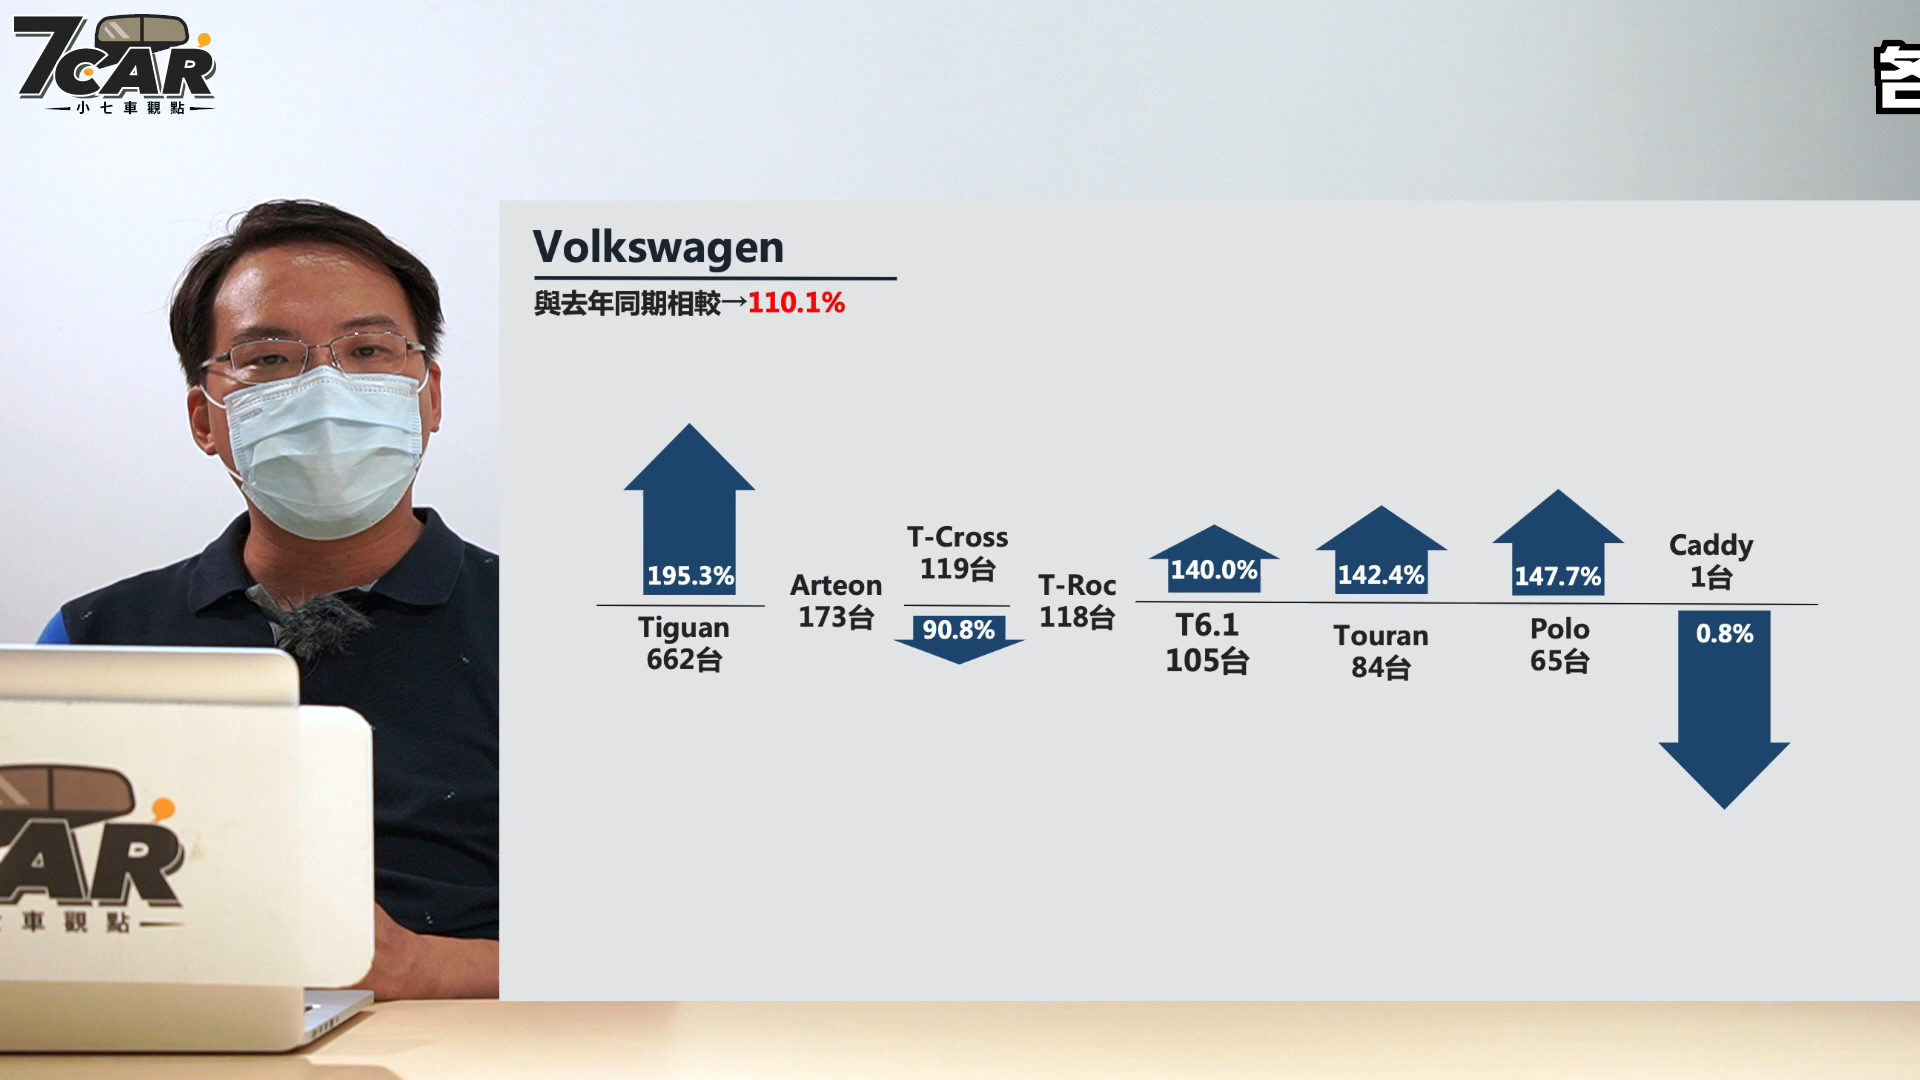 7CAR
小七車觀點
Volkswagen
與去年同期相較→110.1%
195.3%
Tiguan
662台
Arteon
173台
T-Cross
119台
90.8%
T-Roc
118台
140.0%
T6.1
105台
142.4%
Touran
84台
147.7%
Polo
65台
Caddy
1台
0.8%
AR
車觀點